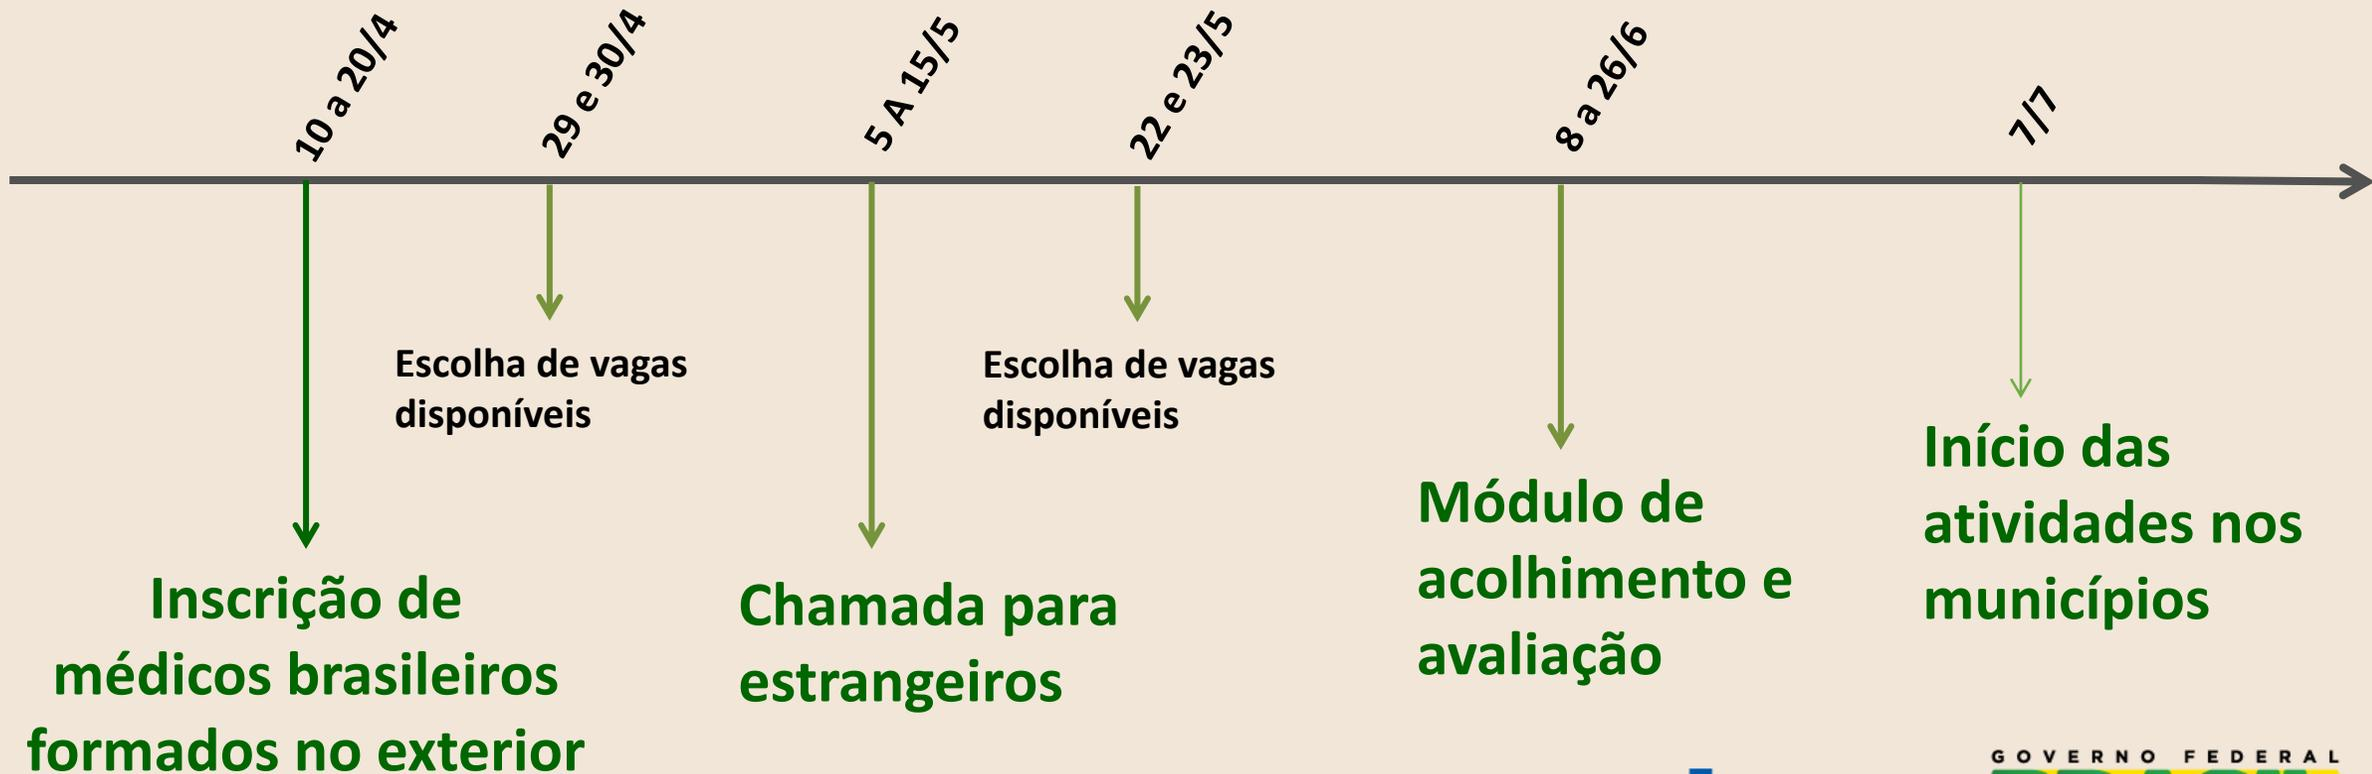 10 a 20/4
29 e 30/4
5 A 15/5
22 e 23/5
8 a 26/6
7/7
Escolha de vagas
disponíveis
Escolha de vagas
disponíveis
Inscrição de
médicos brasileiros
formados no exterior
Chamada para
estrangeiros
Módulo de
acolhimento e
avaliação
Início das
atividades nos
municípios
GOVERNO FEDERAL